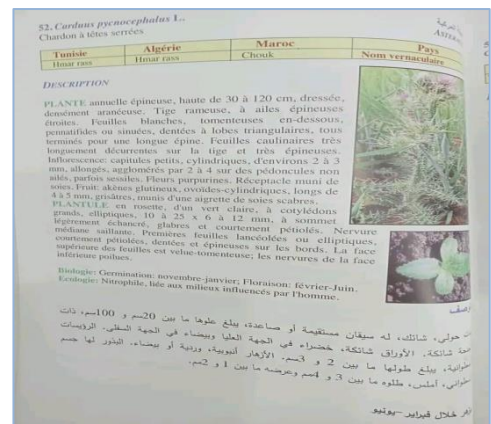 52. Carduus pycnocephalus L.
Chardon à têtes serrées
ASTER
Tunisie Algérie Maroc Pays
Hmar rass Hmar rass Chouk Nom vernaculaire
DESCRIPTION
PLANTE annuelle épineuse, haute de 30 à 120 cm, dressée,
densément aranéeuse. Tige rameuse, à ailes épineuses
étroites. Feuilles blanches, tomenteuses en-dessous,
pennatifides ou sinuées, dentées à lobes triangulaires, tous
terminés pour une longue épine. Feuilles caulinaires très
longuement décurrentes sur la tige et très épineuses.
Inflorescence: capitules petits, cylindriques, d'environs 2 à 3
mm, allongés, agglomérés par 2 à 4 sur des pédoncules non
ailés, parfois sessiles. Fleurs purpurines. Réceptacle muni de
soies. Fruit: akènes glutineux, ovoïdes-cylindriques, longs de
4 à 5 mm, grisâtres, munis d'une aigrette de soies scabres.
PLANTULE en rosette, d'un vert claire, à cotylédons
grands, elliptiques, 10 à 25 x 6 à 12 mm, à sommet
légèrement échancré, glabres et courtement pétiolés. Nervure
médiane saillante. Premières feuilles lancéolées ou elliptiques,
courtement pétiolées, dentées et épineuses sur les bords. La face
supérieure des feuilles est velue-tomenteuse; les nervures de la face
inférieure poilues.
Biologie: Germination: novembre-janvier; Floraison: février-Juin.
Ecologie: Nitrophile, liée aux milieux influencés par l'homme.
حولي، شائك، له سيقان مستقيمة أو صاعدة، يبلغ علوها ما بين 20سم و 100سم، ذات
شائكة. الأوراق شائكة، خضراء في الجهة العليا وبيضاء في الجهة السفلى. الرؤيسات
يبلغ طولها ما بين 2 و 3سم. الأزهار أنبوبية، وردية أو بيضاء. البذور لها جسم
أملس، طوله ما بين 3 و 4مم وعرضه ما بين 1 و 2مم.
خلال فبراير -يونيو